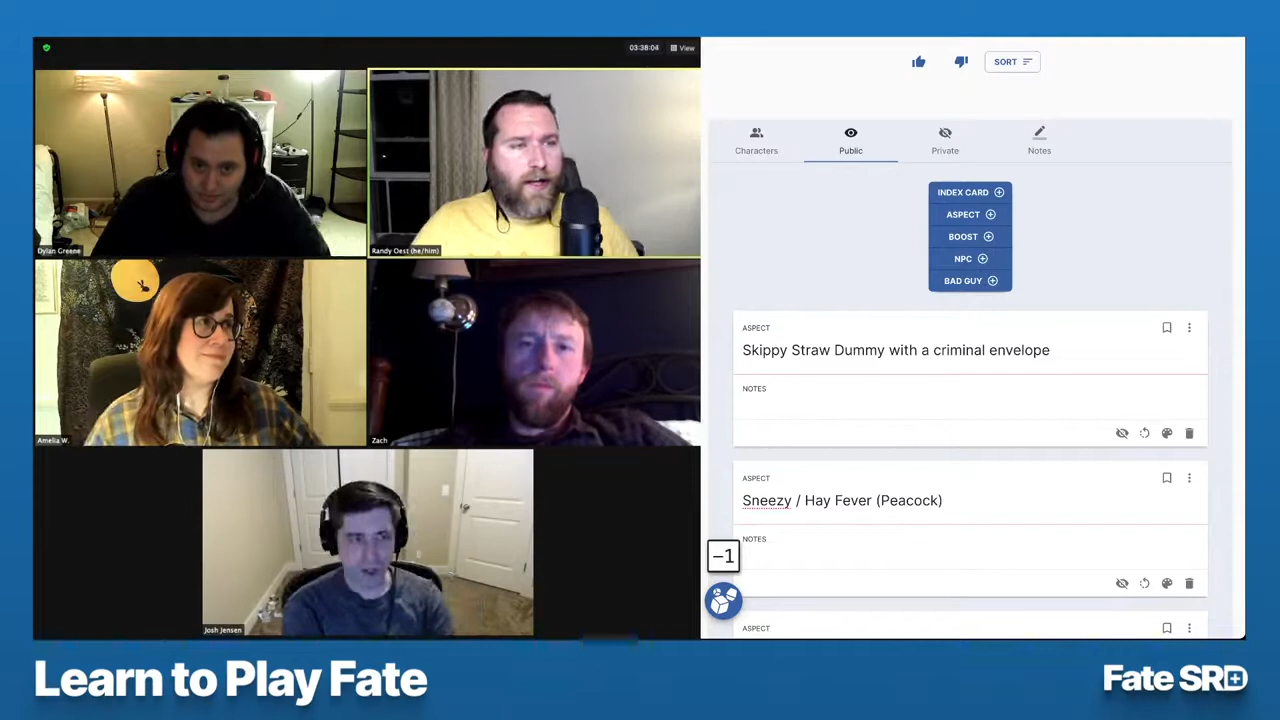 03:38:04 View
Dylan Greene
Randy Oest (he/him)
Amelia W.
Zach
Josh Jensen
SORT
Characters
Public
Private
Notes
INDEX CARD
ASPECT
BOOST
NPC
BAD GUY
ASPECT
Skippy Straw Dummy with a criminal envelope
NOTES
ASPECT
Sneezy / Hay Fever (Peacock)
NOTES
−1
ASPECT
Learn to Play Fate
Fate SRD